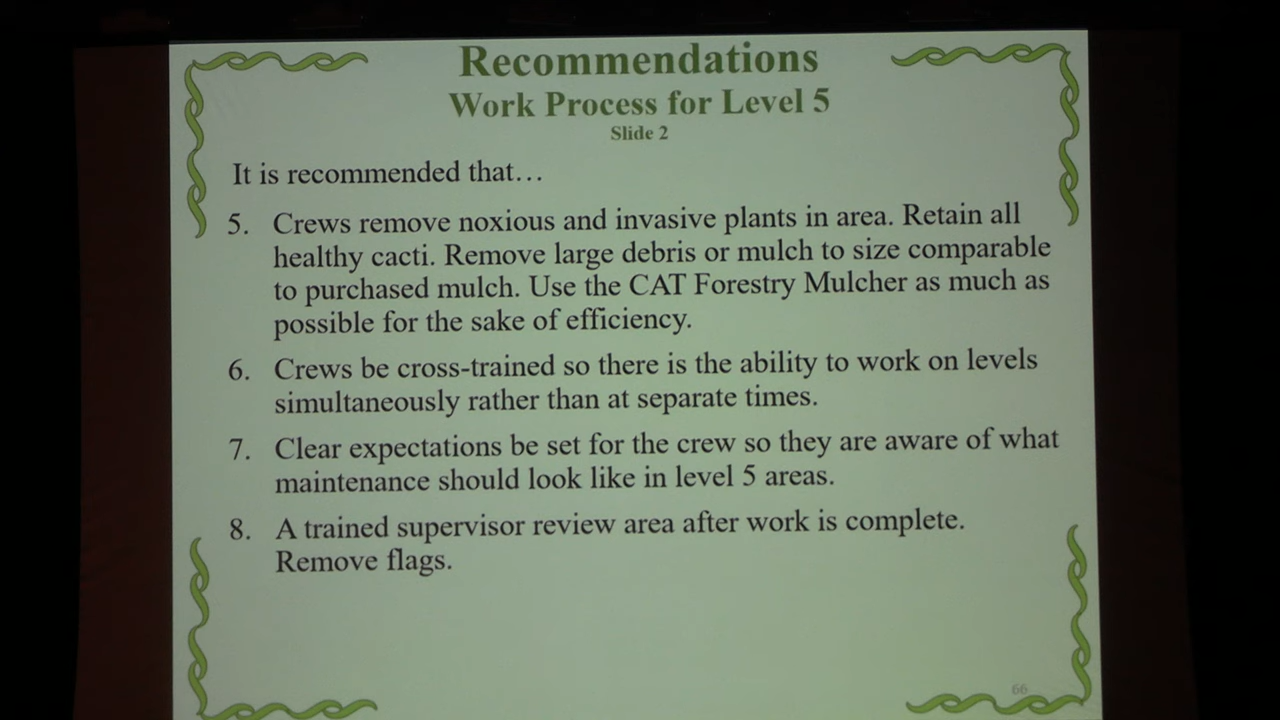 Recommendations
Work Process for Level 5
Slide 2
It is recommended that…
5. Crews remove noxious and invasive plants in area. Retain all
healthy cacti. Remove large debris or mulch to size comparable
to purchased mulch. Use the CAT Forestry Mulcher as much as
possible for the sake of efficiency.
6. Crews be cross-trained so there is the ability to work on levels
simultaneously rather than at separate times.
7. Clear expectations be set for the crew so they are aware of what
maintenance should look like in level 5 areas.
8. A trained supervisor review area after work is complete.
Remove flags.
66